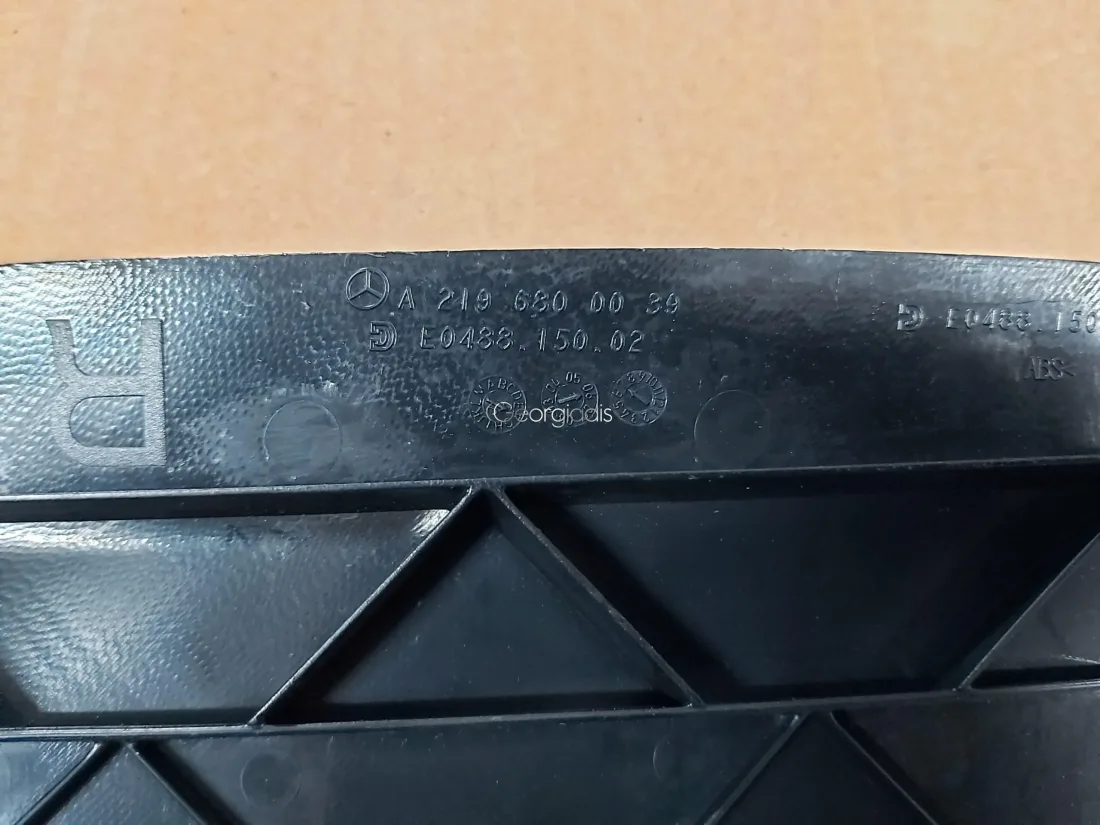 A 219 680 00 39
E0488.150.02
E0488.150
ABS<
R
Georgiadis